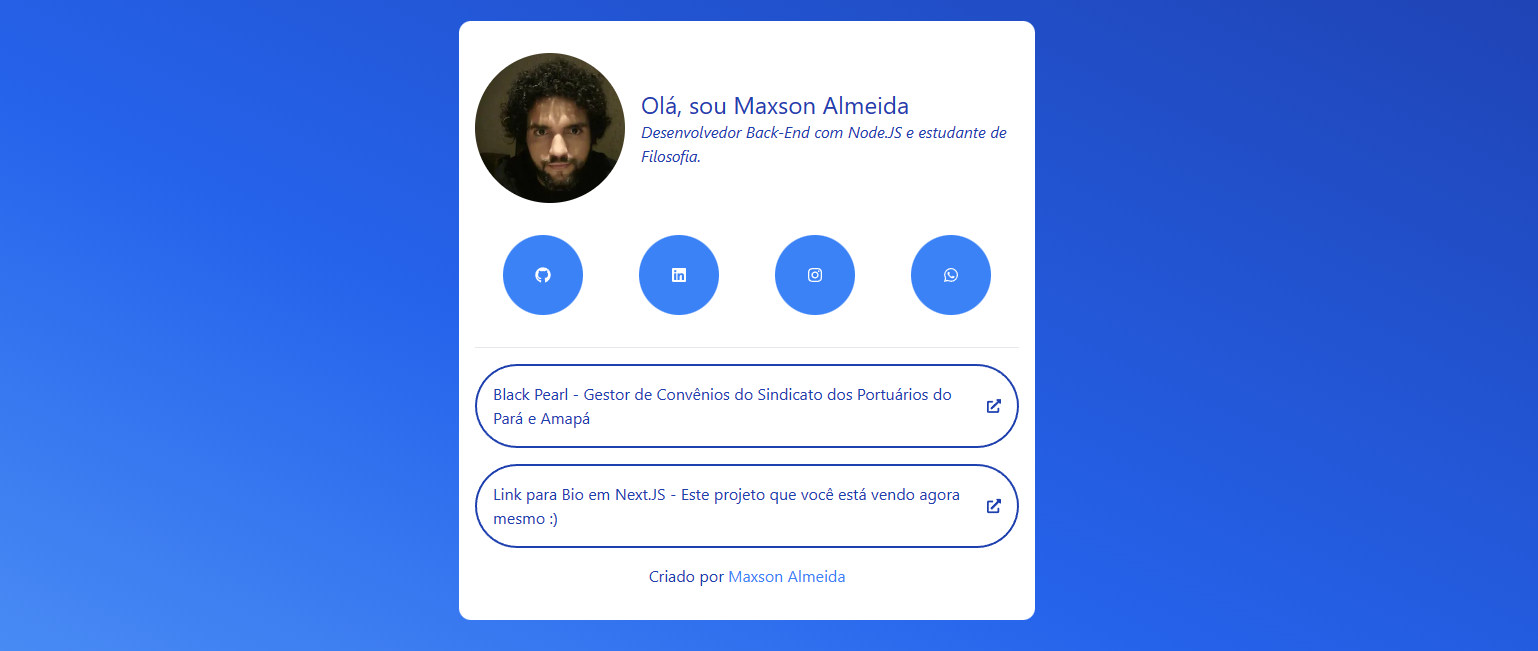 Olá, sou Maxson Almeida
Desenvolvedor Back-End com Node.JS e estudante de
Filosofia.
Black Pearl - Gestor de Convênios do Sindicato dos Portuários do
Pará e Amapá
Link para Bio em Next.JS - Este projeto que você está vendo agora
mesmo :)
Criado por Maxson Almeida